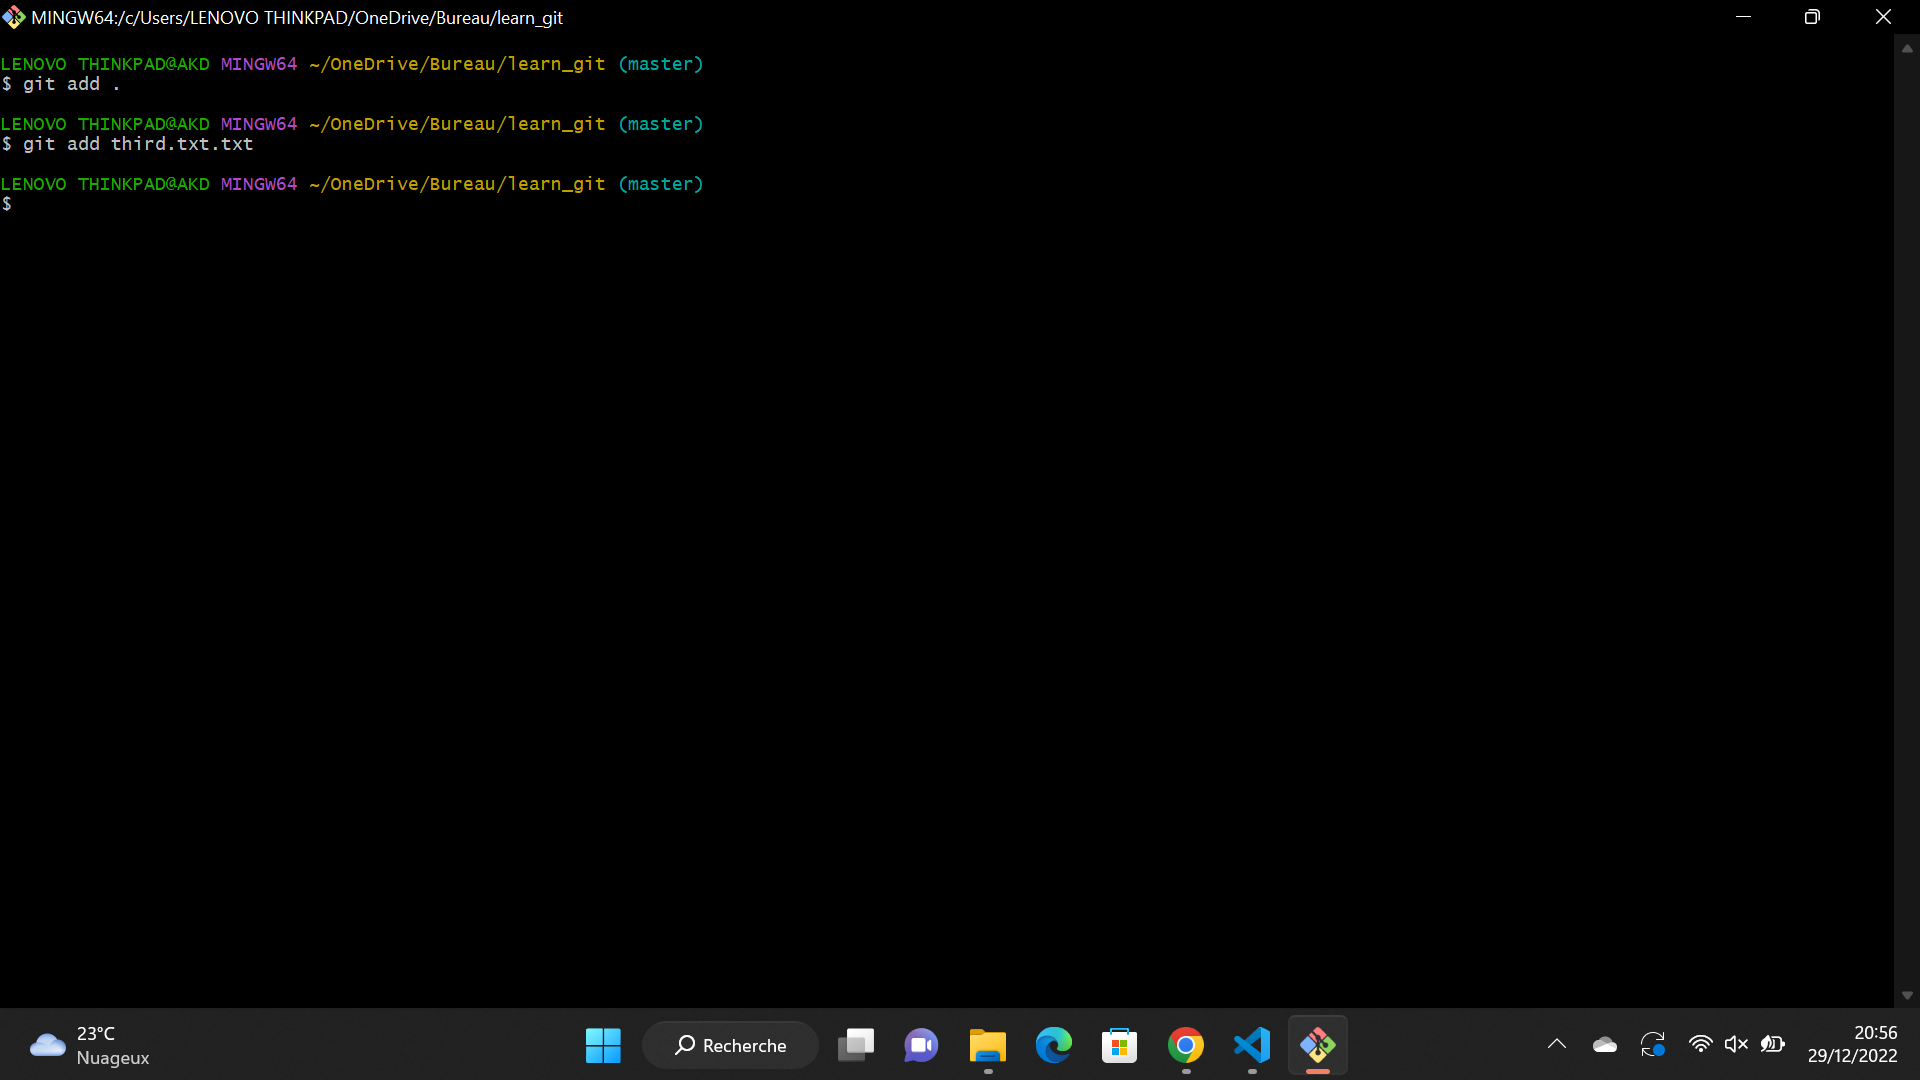 MINGW64:/c/Users/LENOVO THINKPAD/OneDrive/Bureau/learn_git
LENOVO THINKPAD@AKD MINGW64 ~/OneDrive/Bureau/learn_git (master)
$ git add .
LENOVO THINKPAD@AKD MINGW64 ~/OneDrive/Bureau/learn_git (master)
$ git add third.txt.txt
LENOVO THINKPAD@AKD MINGW64 ~/OneDrive/Bureau/learn_git (master)
$
23°C
Nuageux
Recherche
20:56
29/12/2022